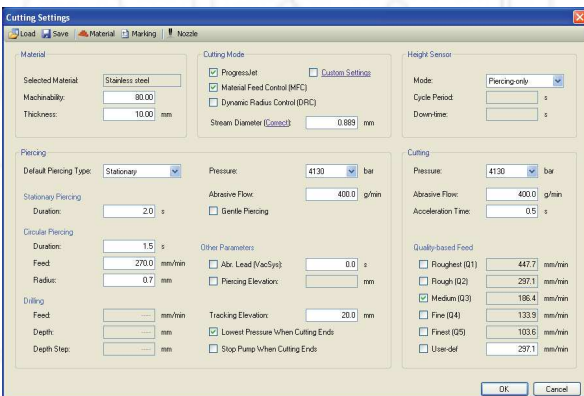 Cutting Settings
Load Save Material Marking Nozzle
Material
Selected Material: Stainless steel
Machinability: 80.00
Thickness: 10.00 mm
Cutting Mode
ProgressJet Custom Settings
Material Feed Control (MFC)
Dynamic Radius Control (DRC)
Stream Diameter (Correct): 0.889 mm
Height Sensor
Mode: Piercing-only
Cycle Period: s
Down-time: s
Piercing
Default Piercing Type: Stationary
Stationary Piercing
Duration: 2.0 s
Circular Piercing
Duration: 1.5 s
Feed: 270.0 mm/min
Radius: 0.7 mm
Drilling
Feed: ---- mm/min
Depth: ---- mm
Depth Step: ---- mm
Pressure: 4130 bar
Abrasive Flow: 400.0 g/min
Gentle Piercing
Other Parameters
Abr. Lead (VacSys): 0.0 s
Piercing Elevation: mm
Tracking Elevation: 20.0 mm
Lowest Pressure When Cutting Ends
Stop Pump When Cutting Ends
Cutting
Pressure: 4130 bar
Abrasive Flow: 400.0 g/min
Acceleration Time: 0.5 s
Quality-based Feed
Roughest (Q1) 447.7 mm/min
Rough (Q2) 297.1 mm/min
Medium (Q3) 186.4 mm/min
Fine (Q4) 133.9 mm/min
Finest (Q5) 103.6 mm/min
User-def 297.1 mm/min
OK Cancel